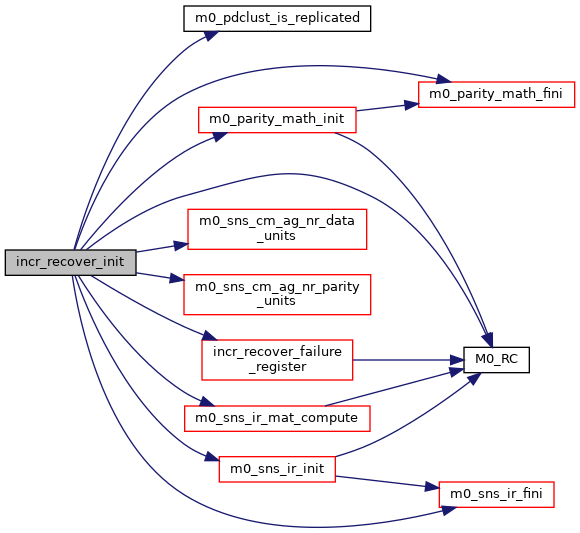 m0_pdclust_is_replicated
m0_parity_math_fini
m0_parity_math_init
m0_sns_cm_ag_nr_data
_units
incr_recover_init
m0_sns_cm_ag_nr_parity
_units
incr_recover_failure
_register
M0_RC
m0_sns_ir_mat_compute
m0_sns_ir_init
m0_sns_ir_fini